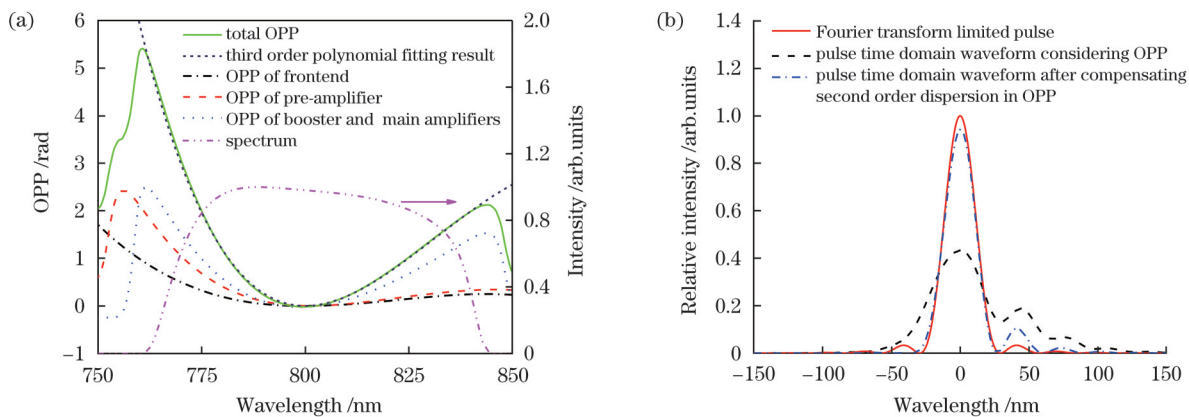 (a)
6
5
4
3
2
1
0
−1
OPP /rad
total OPP
third order polynomial fitting result
OPP of frontend
OPP of pre-amplifier
OPP of booster and main amplifiers
spectrum
2.0
1.6
1.2
1.0
0.8
0.4
0
Intensity /arb.units
750
775
800
825
850
Wavelength /nm
(b)
1.4
1.2
1.0
0.8
0.6
0.4
0.2
0
Relative intensity /arb.units
Fourier transform limited pulse
pulse time domain waveform considering OPP
pulse time domain waveform after compensating
second order dispersion in OPP
−150
−100
−50
0
50
100
150
Wavelength /nm